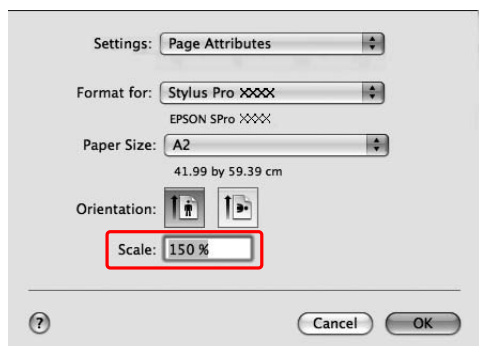 Settings: Page Attributes
Format for: Stylus Pro XXXX
EPSON SPro XXXX
Paper Size: A2
41.99 by 59.39 cm
Orientation:
Scale: 150 %
? Cancel OK